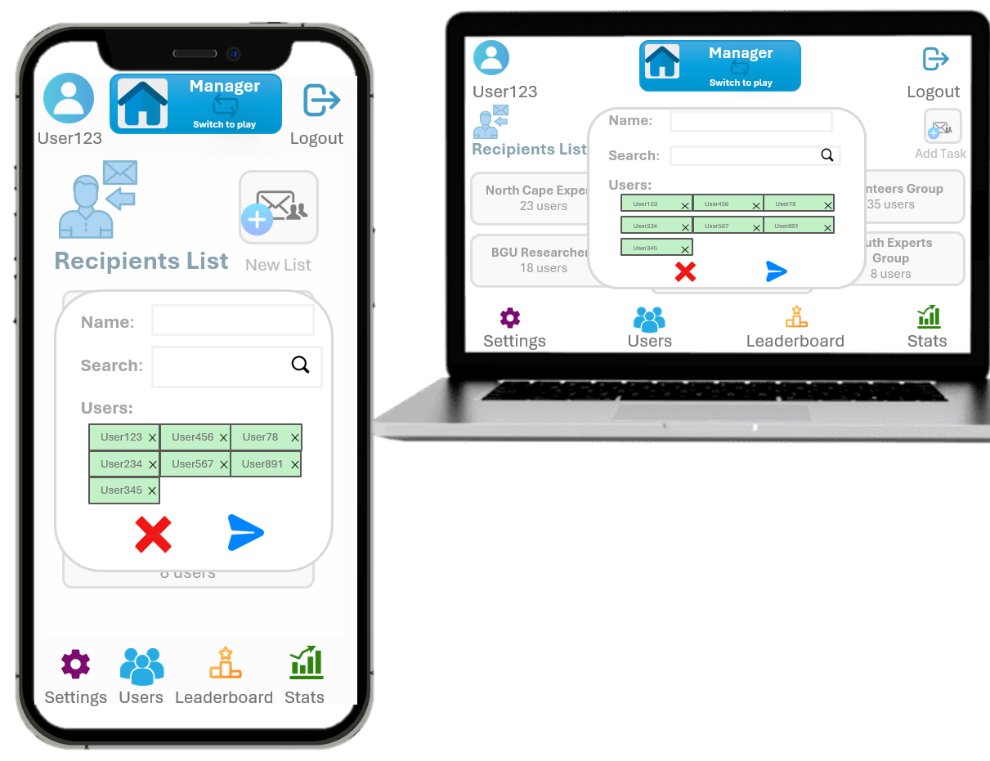 Manager
Switch to play
User123
Logout
Recipients List
New List
Name:
Search:
Users:
User123 × User456 × User78 ×
User234 × User567 × User891 ×
User345 ×
8 users
Settings Users Leaderboard Stats
Manager
Switch to play
User123
Logout
Recipients List
Add Task
North Cape Expe
23 users
BGU Researche
18 users
Name:
Search:
Users:
User123 × User456 × User78 ×
User234 × User567 × User891 ×
User345 ×
nteers Group
35 users
uth Experts
Group
8 users
Settings Users Leaderboard Stats